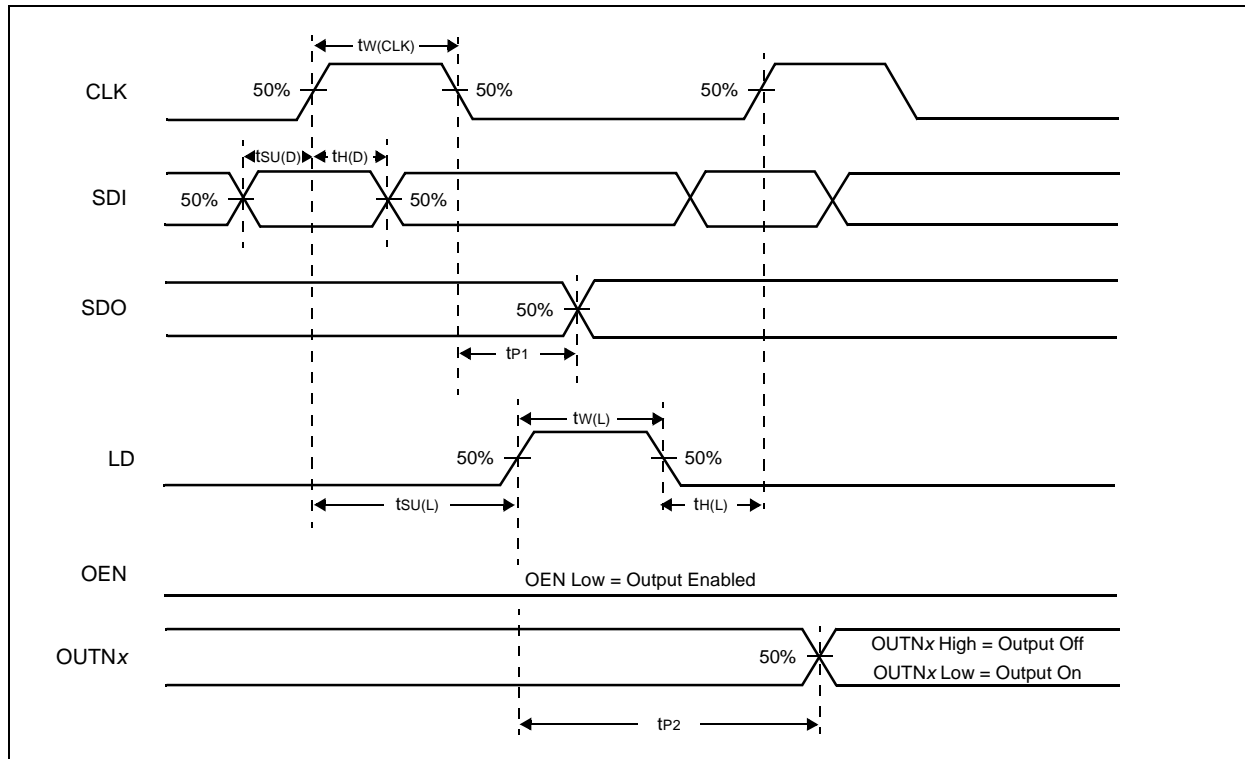 tW(CLK)
CLK
50%
50%
50%
tSU(D)
tH(D)
SDI
50%
50%
SDO
50%
tP1
tW(L)
LD
50%
50%
tSU(L)
tH(L)
OEN
OEN Low = Output Enabled
OUTNx
50%
OUTNx High = Output Off
OUTNx Low = Output On
tP2